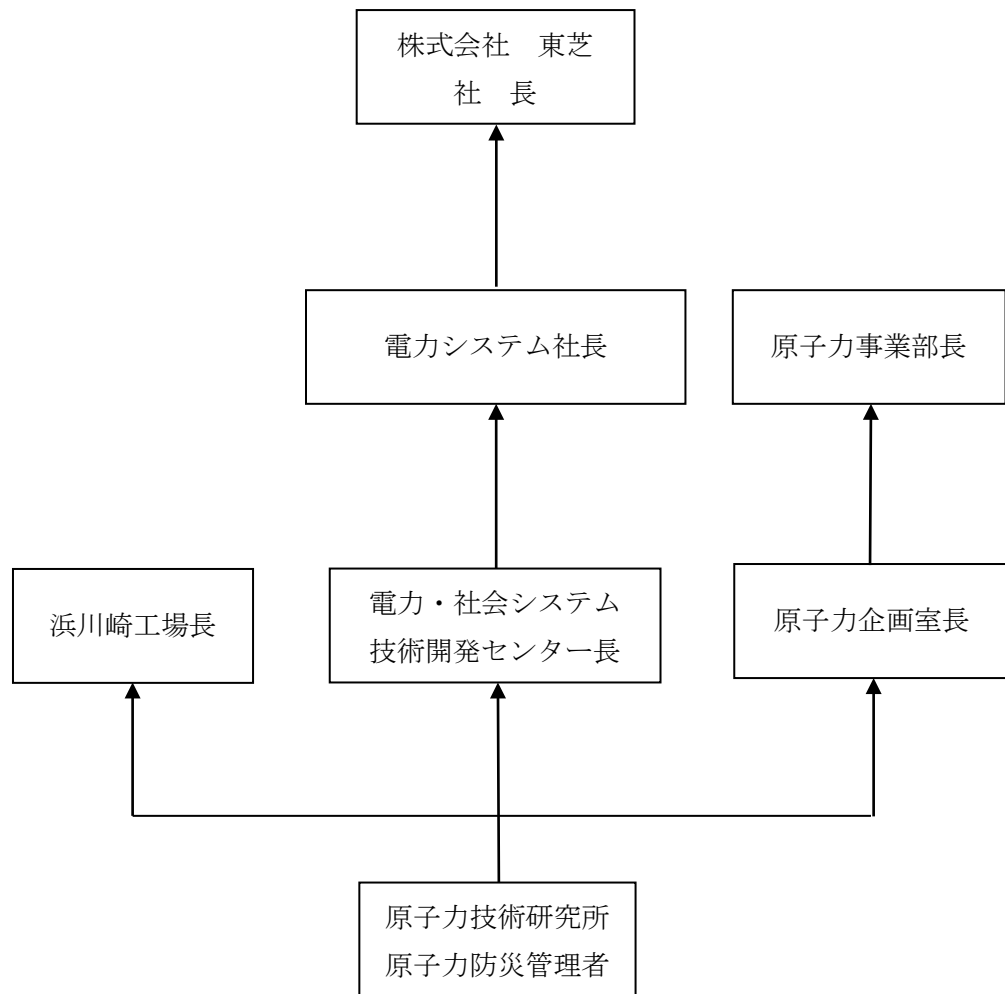 株式会社　東芝
社　長
電力システム社長
原子力事業部長
浜川崎工場長
電力・社会システム
技術開発センター長
原子力企画室長
原子力技術研究所
原子力防災管理者